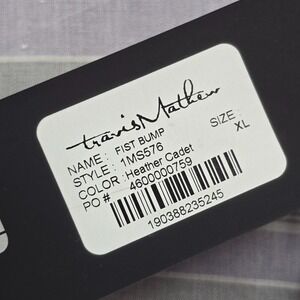 travisMathew
NAME: FIST BUMP
STYLE: 1MS576
COLOR: Heather Cadet
PO # 4600000759
SIZE: XL
190388235245